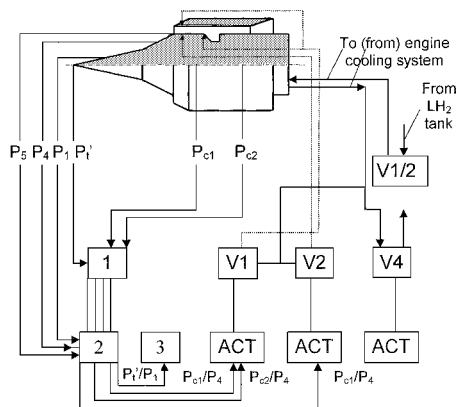 To (from) engine
cooling system
From
LH2
tank
P5 P4 P1 Pt' Pc1 Pc2
V1/2
1 V1 V2 V4
2 3 ACT ACT ACT
Pt'/P1 Pc1/P4 Pc2/P4 Pc1/P4